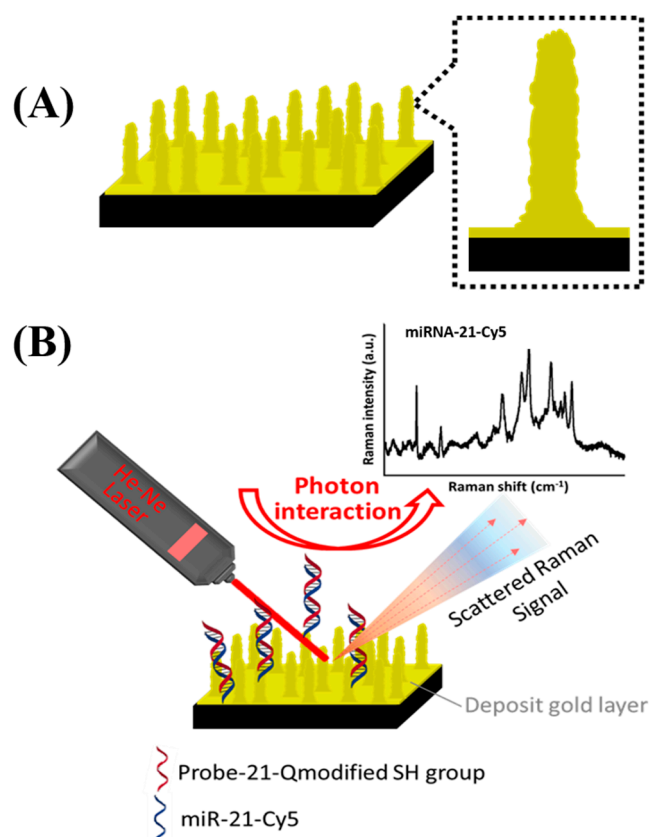 (A)
(B)
miRNA-21-Cy5
Raman intensity (a.u.)
Raman shift (cm-1)
He-Ne
Laser
Photon
interaction
Scattered Raman
Signal
Deposit gold layer
Probe-21-Qmodified SH group
miR-21-Cy5